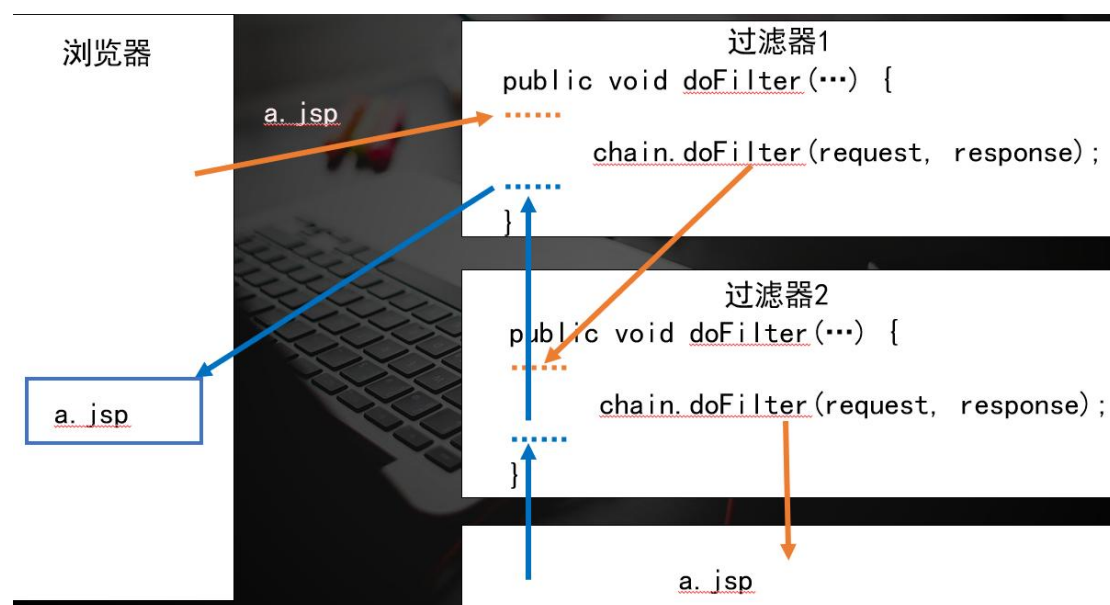 浏览器
a.jsp
a.jsp
过滤器1
public void doFilter(…) {
......
chain.doFilter(request, response);
......
}
过滤器2
public void doFilter(…) {
......
chain.doFilter(request, response);
......
}
a.jsp